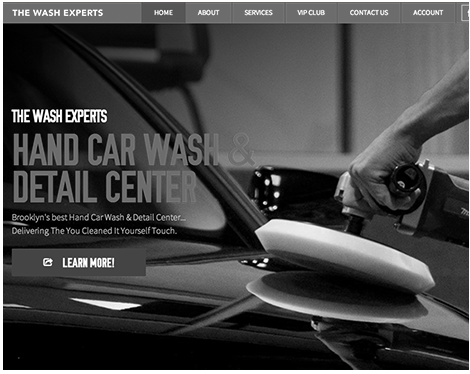 THE WASH EXPERTS HOME ABOUT SERVICES VIP CLUB CONTACT US ACCOUNT
THE WASH EXPERTS
HAND CAR WASH &
DETAIL CENTER
Brooklyn's best Hand Car Wash & Detail Center...
Delivering The You Cleaned It Yourself Touch.
LEARN MORE!